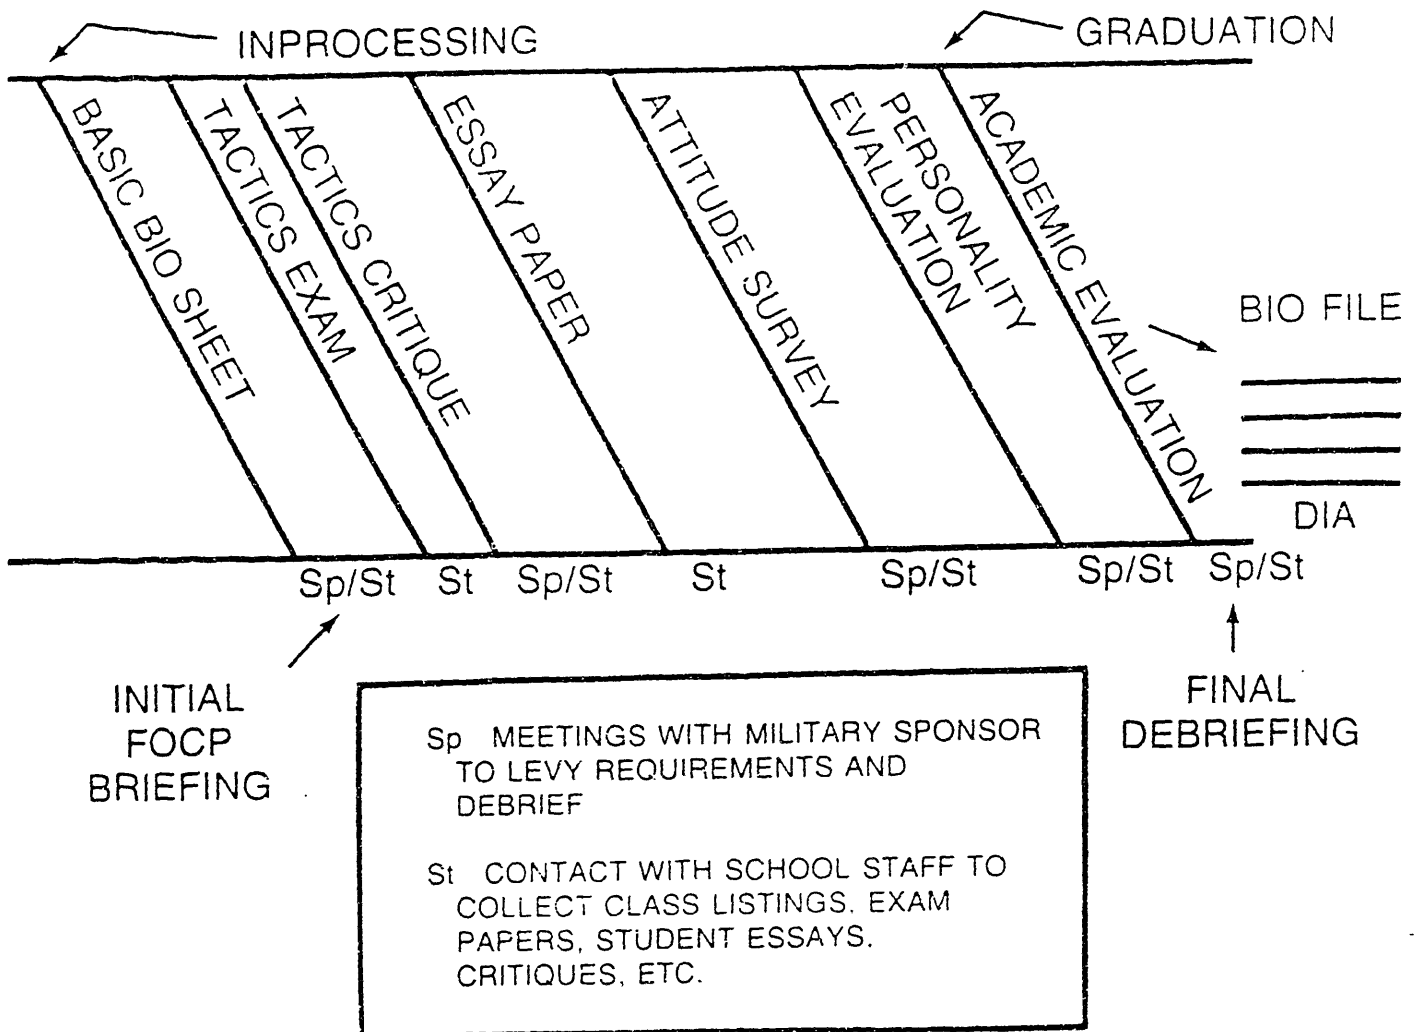 INPROCESSING
GRADUATION
BASIC BIO SHEET
TACTICS EXAM
TACTICS CRITIQUE
ESSAY PAPER
ATTITUDE SURVEY
PERSONALITY
EVALUATION
ACADEMIC EVALUATION
BIO FILE
DIA
Sp/St
St
Sp/St
St
Sp/St
Sp/St
Sp/St
INITIAL
FOCP
BRIEFING
FINAL
DEBRIEFING
Sp MEETINGS WITH MILITARY SPONSOR
TO LEVY REQUIREMENTS AND
DEBRIEF
St CONTACT WITH SCHOOL STAFF TO
COLLECT CLASS LISTINGS. EXAM
PAPERS, STUDENT ESSAYS.
CRITIQUES, ETC.